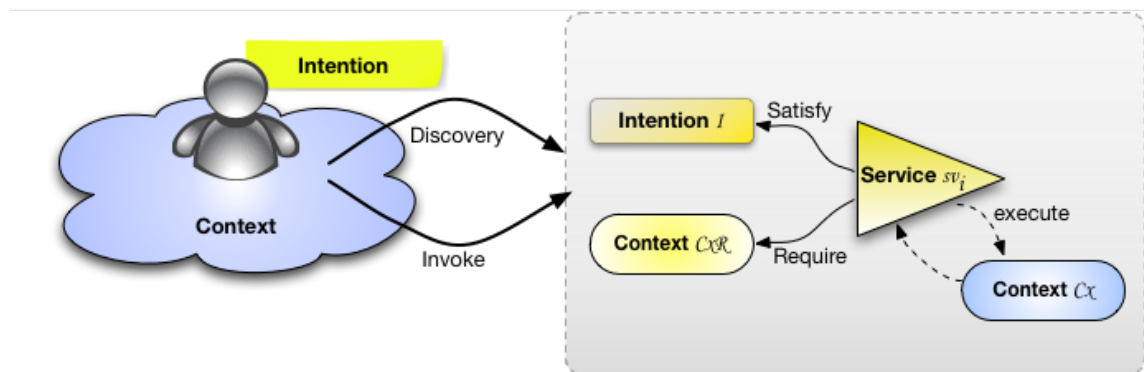 Intention
Discovery
Context
Invoke
Intention I
Satisfy
Service sv_i
Context CxR
Require
execute
Context Cx